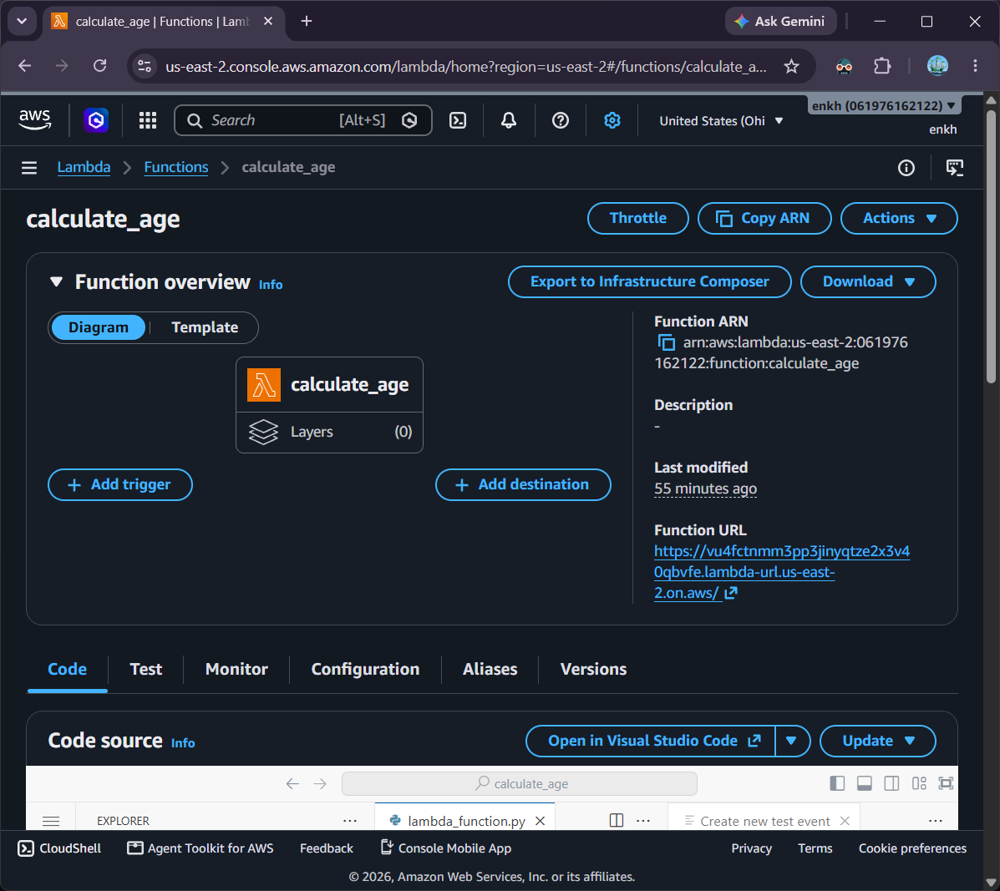 calculate_age | Functions | Lamb
Ask Gemini
us-east-2.console.aws.amazon.com/lambda/home?region=us-east-2#/functions/calculate_a...
aws
Search [Alt+S]
United States (Ohi
enkh (061976162122)
enkh
Lambda
Functions
calculate_age
calculate_age
Throttle
Copy ARN
Actions
Function overview Info
Export to Infrastructure Composer
Download
Diagram
Template
calculate_age
Layers (0)
Add trigger
Add destination
Function ARN
arn:aws:lambda:us-east-2:061976
162122:function:calculate_age
Description
-
Last modified
55 minutes ago
Function URL
https://vu4fctnmm3pp3jinyqtze2x3v4
0qbvfe.lambda-url.us-east-
2.on.aws/
Code
Test
Monitor
Configuration
Aliases
Versions
Code source Info
Open in Visual Studio Code
Update
calculate_age
EXPLORER
lambda_function.py
Create new test event
CloudShell
Agent Toolkit for AWS
Feedback
Console Mobile App
Privacy
Terms
Cookie preferences
© 2026, Amazon Web Services, Inc. or its affiliates.